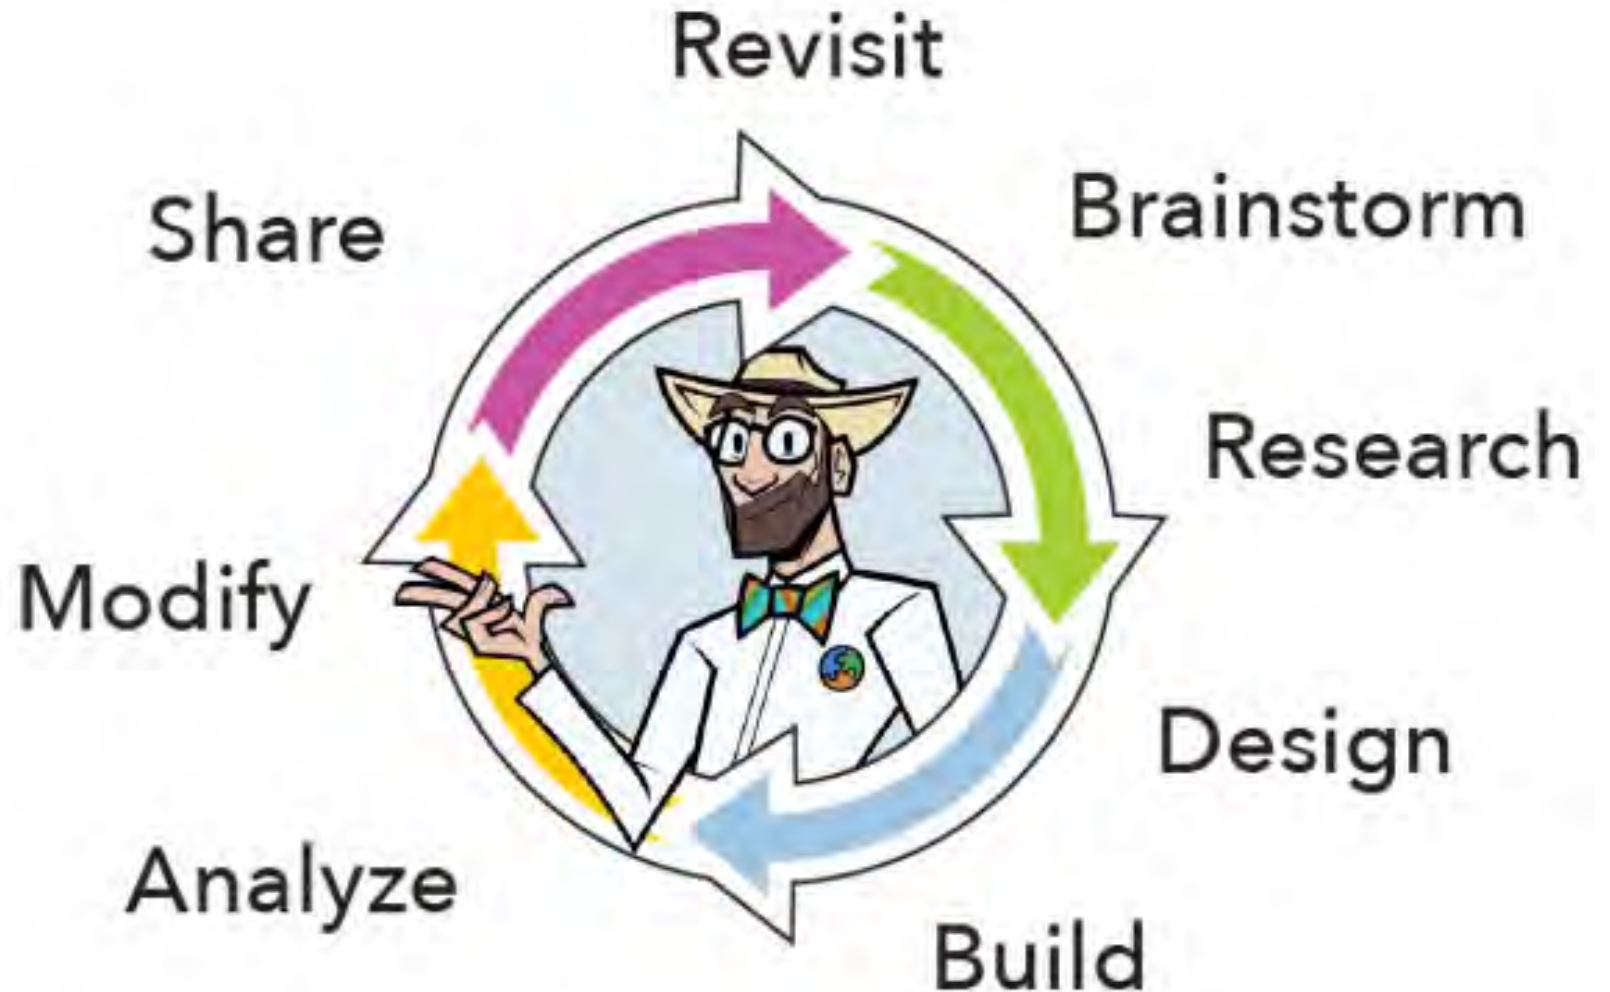 Revisit
Brainstorm
Research
Design
Build
Analyze
Modify
Share